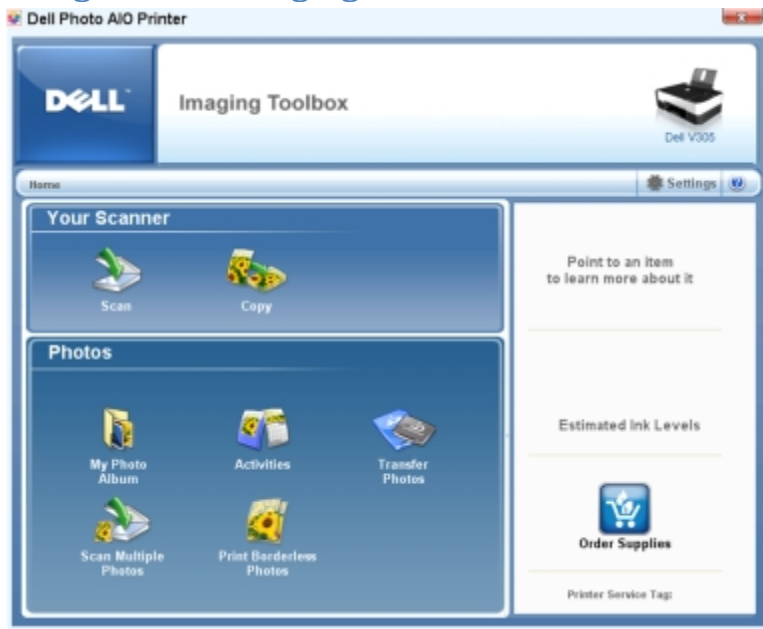 Dell Photo AIO Printer
DELL
Imaging Toolbox
Dell V305
Home
Settings
?
Your Scanner
Scan
Copy
Point to an item
to learn more about it
Photos
My Photo
Album
Activities
Transfer
Photos
Scan Multiple
Photos
Print Borderless
Photos
Estimated Ink Levels
Order Supplies
Printer Service Tag: